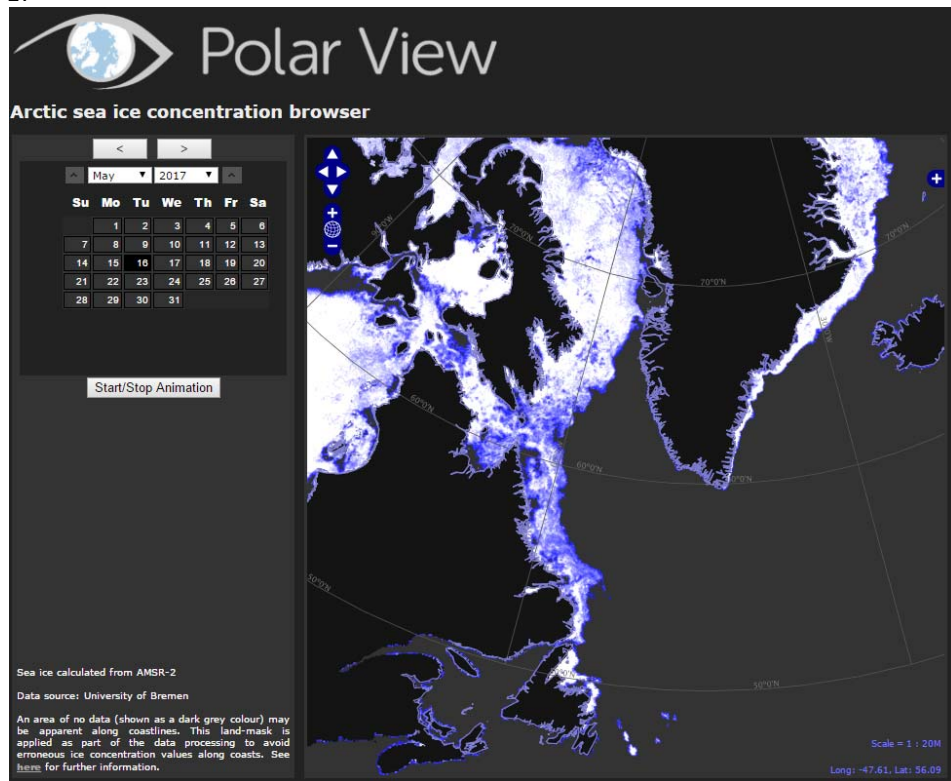 Polar View
Arctic sea ice concentration browser
< >
May 2017
Su Mo Tu We Th Fr Sa
1 2 3 4 5 6
7 8 9 10 11 12 13
14 15 16 17 18 19 20
21 22 23 24 25 26 27
28 29 30 31
Start/Stop Animation
70°0'N
70°0'N
70°0'N
60°0'N
60°0'N
60°0'N
50°0'N
50°0'N
Sea ice calculated from AMSR-2
Data source: University of Bremen
An area of no data (shown as a dark grey colour) may
be apparent along coastlines. This land-mask is
applied as part of the data processing to avoid
erroneous ice concentration values along coasts. See
here for further information.
Scale = 1 : 20M
Long: -47.61, Lat: 56.09